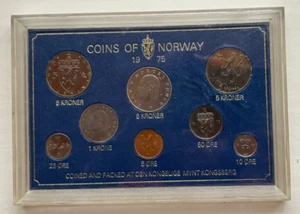 COINS OF NORWAY
1975
5 KRONER
5 KRONER
5 KRONER
1 KRONE
25 ØRE
5 ØRE
50 ØRE
10 ØRE
COINED AND PACKED AT DEN KONGELIGE MYNT KONGSBERG